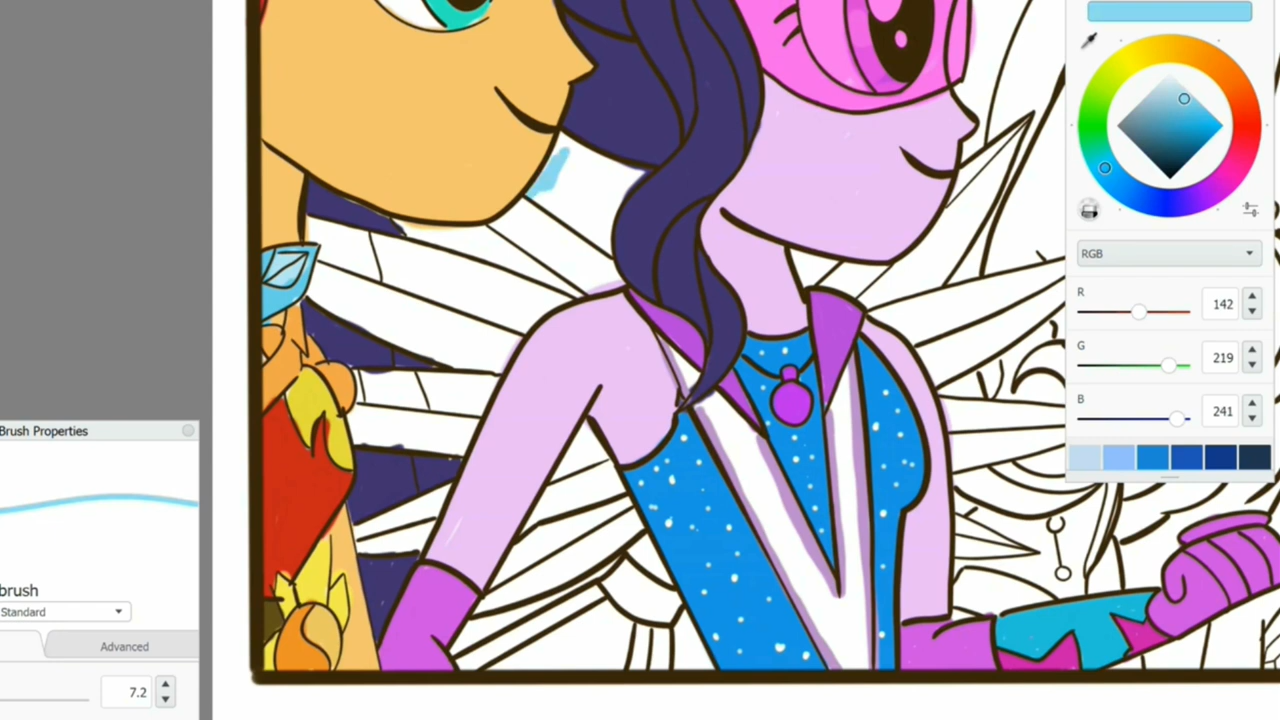 RGB
R 142
G 219
B 241
Brush Properties
brush
Standard
Advanced
7.2